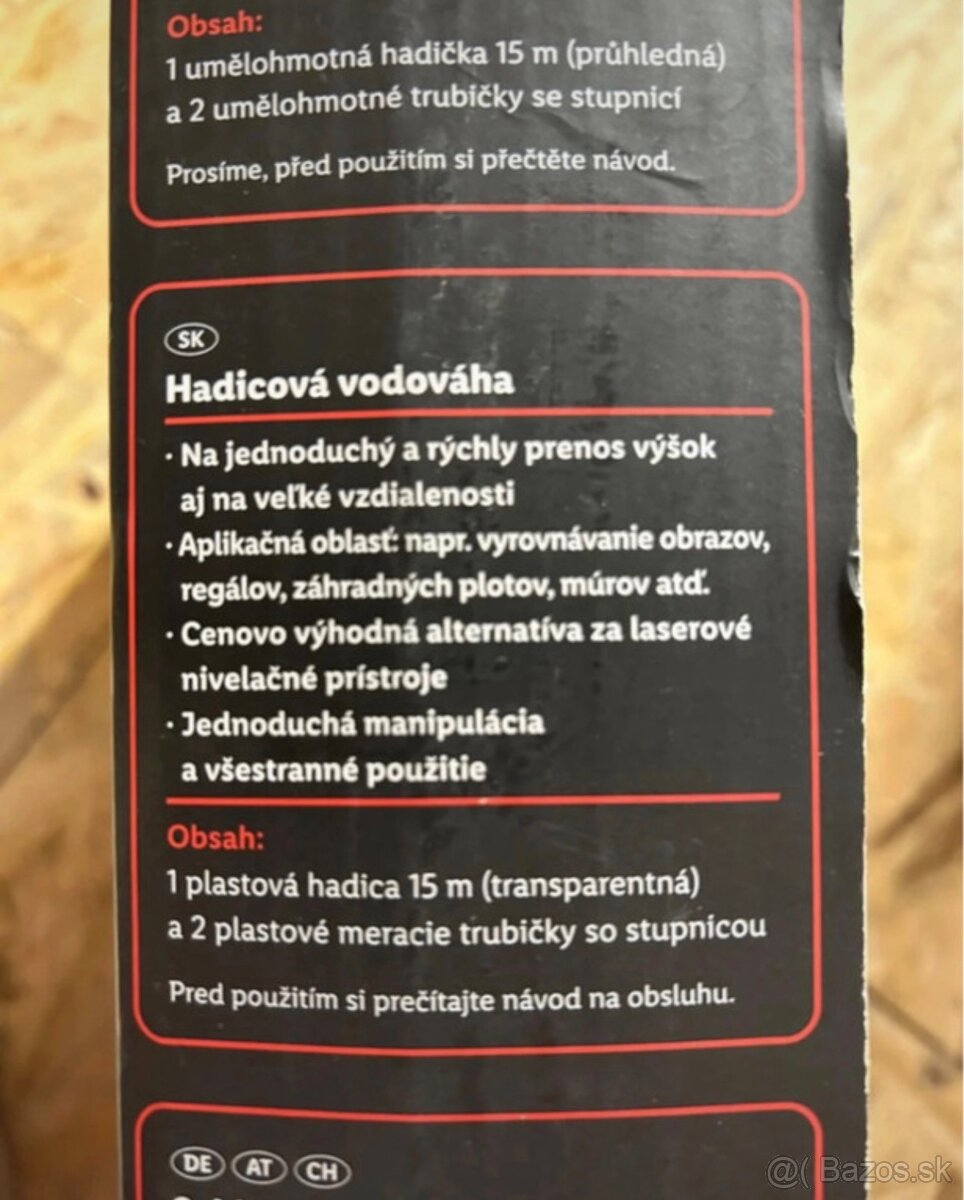 Obsah:
1 umělohmotná hadička 15 m (průhledná)
a 2 umělohmotné trubičky se stupnicí
Prosíme, před použitím si přečtěte návod.
SK
Hadicová vodováha
· Na jednoduchý a rýchly prenos výšok
aj na veľké vzdialenosti
· Aplikačná oblasť: napr. vyrovnávanie obrazov,
regálov, záhradných plotov, múrov atď.
· Cenovo výhodná alternatíva za laserové
nivelačné prístroje
· Jednoduchá manipulácia
a všestranné použitie
Obsah:
1 plastová hadica 15 m (transparentná)
a 2 plastové meracie trubičky so stupnicou
Pred použitím si prečítajte návod na obsluhu.
DE AT CH
@( Bazos.sk